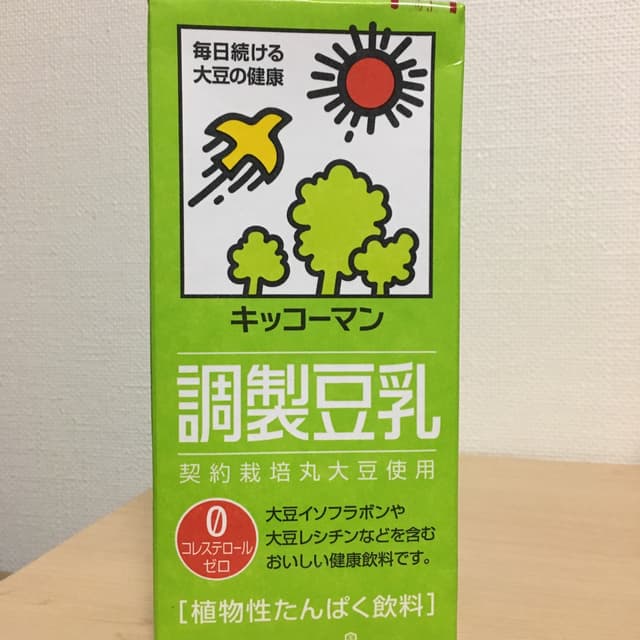 毎日続ける
大豆の健康
キッコーマン
調製豆乳
契約栽培丸大豆使用
0
コレステロール
ゼロ
大豆イソフラボンや
大豆レシチンなどを含む
おいしい健康飲料です。
[植物性たんぱく飲料]